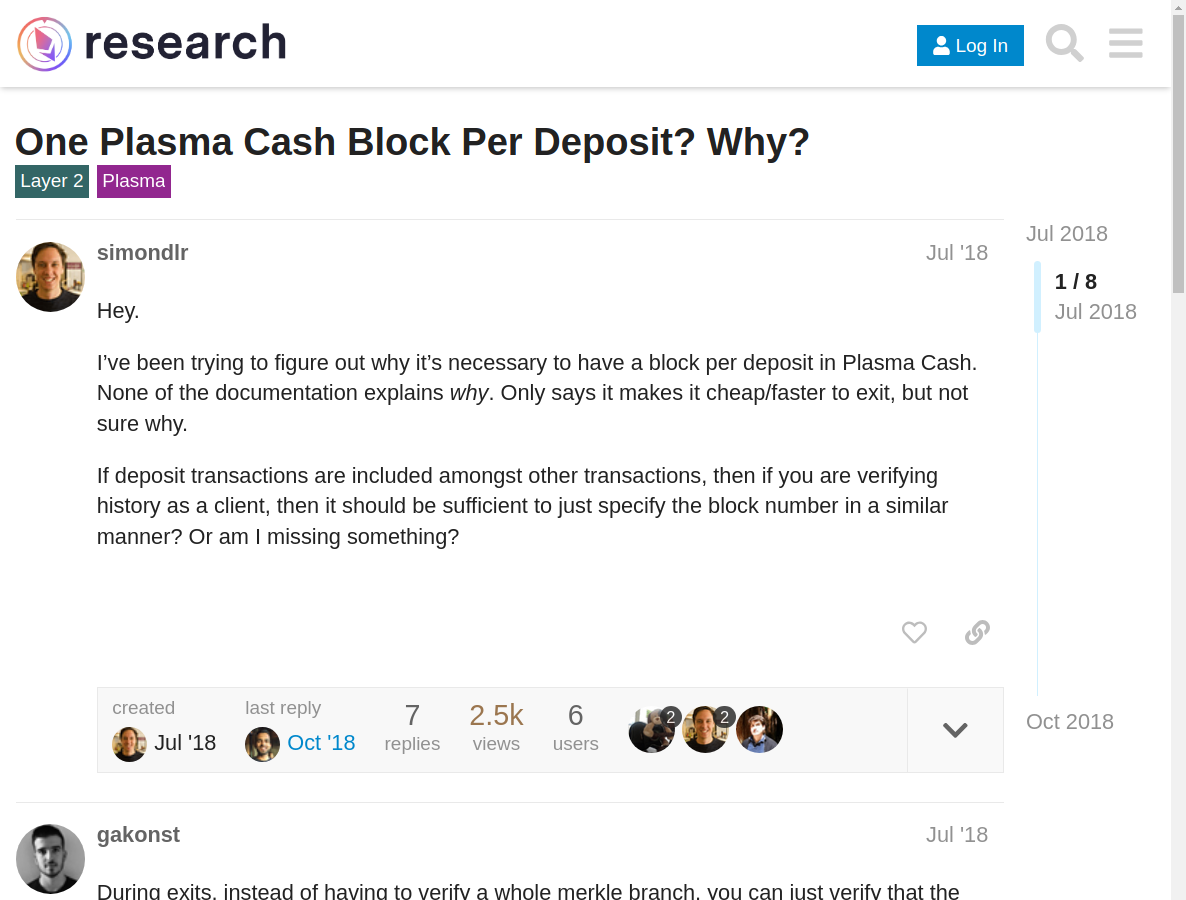 research
Log In
One Plasma Cash Block Per Deposit? Why?
Layer 2 Plasma
simondlr Jul '18
Hey.
I’ve been trying to figure out why it’s necessary to have a block per deposit in Plasma Cash.
None of the documentation explains why. Only says it makes it cheap/faster to exit, but not
sure why.
If deposit transactions are included amongst other transactions, then if you are verifying
history as a client, then it should be sufficient to just specify the block number in a similar
manner? Or am I missing something?
Jul 2018
1 / 8
Jul 2018
Oct 2018
created
Jul '18
last reply
Oct '18
7
replies
2.5k
views
6
users
2
2
gakonst Jul '18
During exits, instead of having to verify a whole merkle branch, you can just verify that the